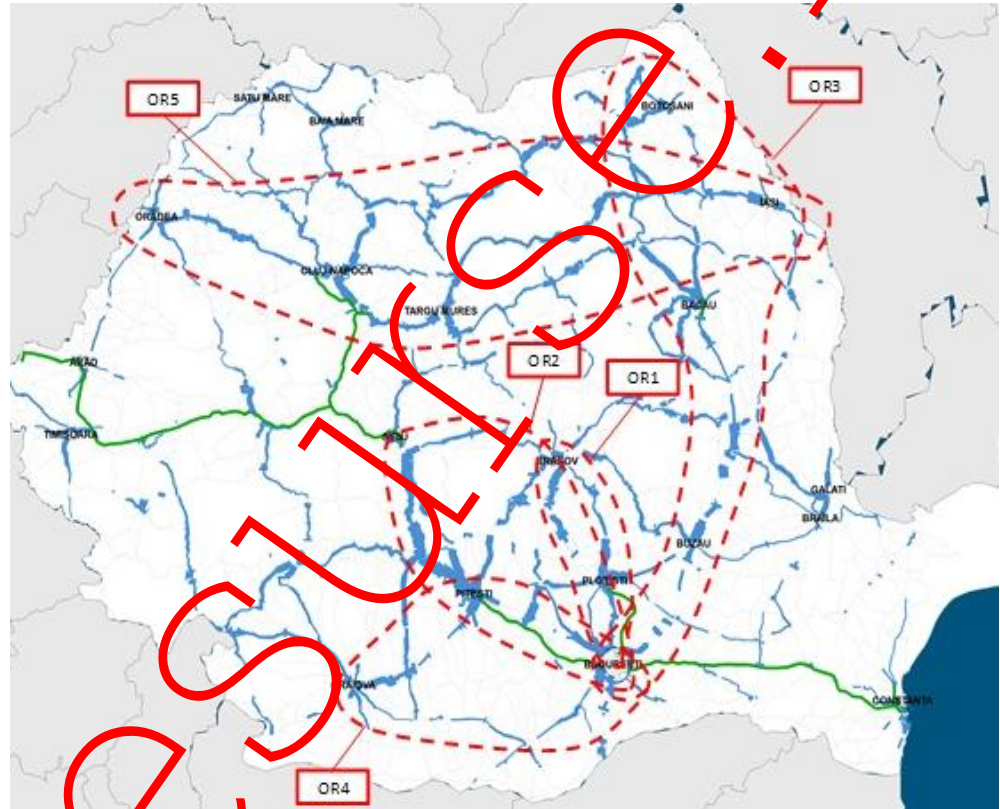 OR3
OR5
SATU MARE
BOTOSANI
BAIA MARE
IASI
ORADEA
CLUJ-NAPOCA
BACAU
TARGU MURES
OR2
ARAD
OR1
TIMISOARA
BRASOV
GALATI
BRAILA
BUZAU
PLOIESTI
PITESTI
BUCURESTI
CRAIOVA
CONSTANTA
OR4